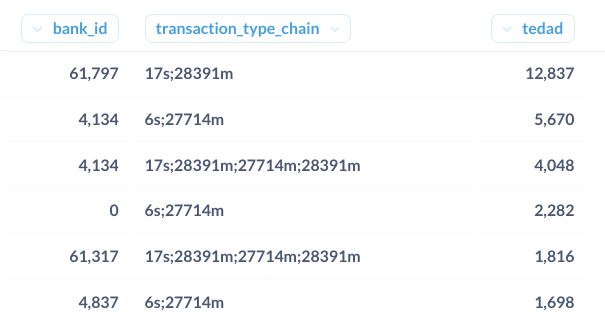 bank_id transaction_type_chain tedad
61,797 17s;28391m 12,837
4,134 6s;27714m 5,670
4,134 17s;28391m;27714m;28391m 4,048
0 6s;27714m 2,282
61,317 17s;28391m;27714m;28391m 1,816
4,837 6s;27714m 1,698